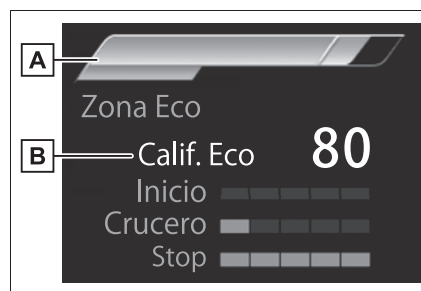 A
Zona Eco
B
Calif. Eco 80
Inicio
Crucero
Stop